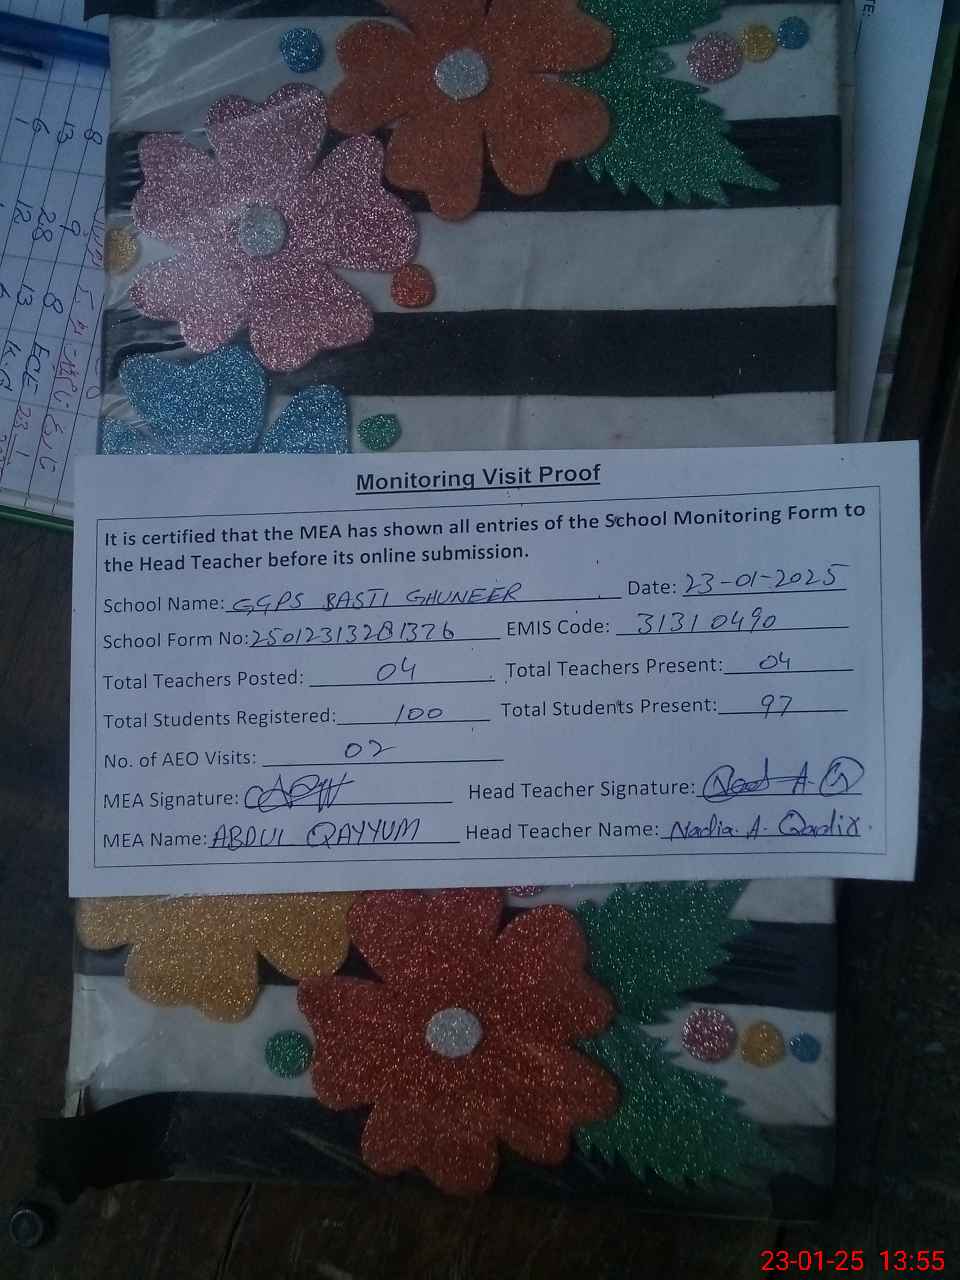 Monitoring Visit Proof
It is certified that the MEA has shown all entries of the School Monitoring Form to
the Head Teacher before its online submission.
School Name: GGPS BASTI GHUNEER Date: 23-01-2025
School Form No: 25012313281376 EMIS Code: 31310490
Total Teachers Posted: 04 Total Teachers Present: 04
Total Students Registered: 100 Total Students Present: 97
No. of AEO Visits: 02
MEA Signature: Head Teacher Signature:
MEA Name: ABDUL QAYYUM Head Teacher Name: Nadia. A. Qadir.
23-01-25 13:55